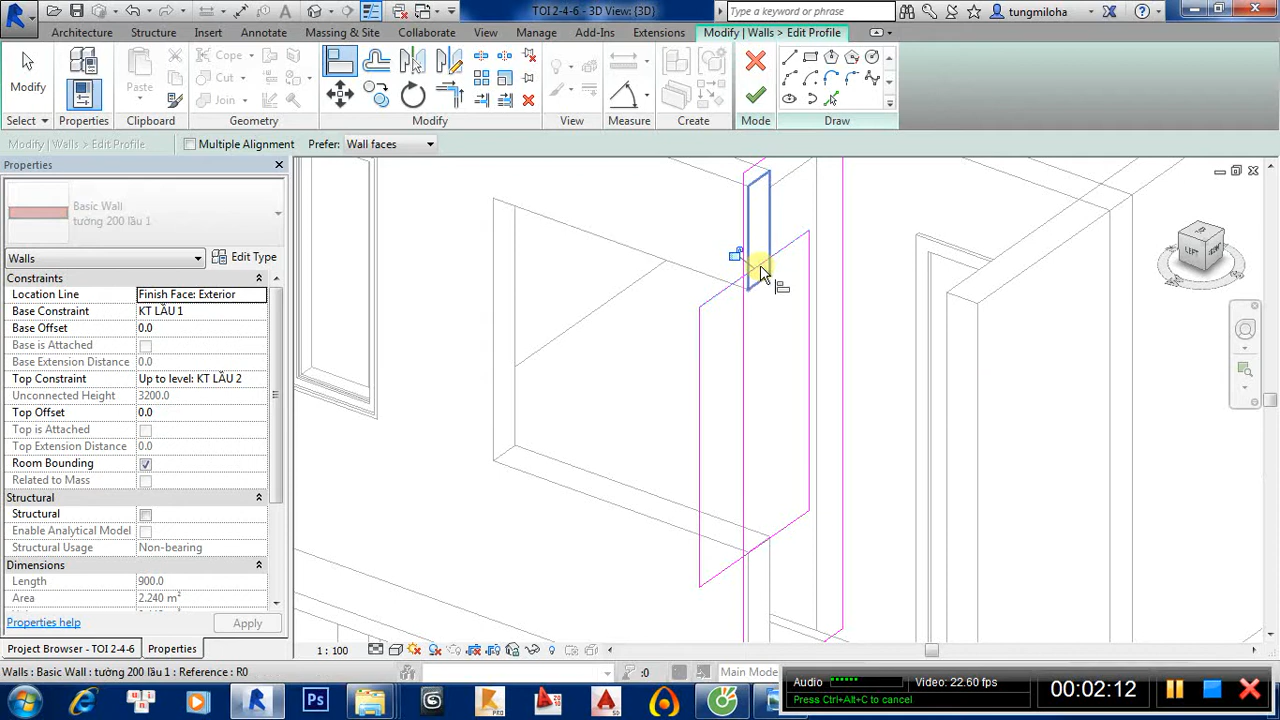 TOI 2-4-6 - 3D View: {3D}
Type a keyword or phrase
tungmiloha
Insert
Annotate
Massing & Site
Collaborate
View
Manage
Add-Ins
Extensions
Modify | Walls > Edit Profile
Modify
Paste
Cope
Cut
Join
Select
Properties
Clipboard
Geometry
Modify
View
Measure
Create
Mode
Draw
Modify | Walls > Edit Profile
Multiple Alignment
Prefer:
Wall faces
Properties
Basic Wall
tường 200 lầu 1
Walls
Edit Type
Constraints
Location Line
Finish Face: Exterior
Base Constraint
KT LẦU 1
Base Offset
0.0
Base is Attached
Base Extension Distance
0.0
Top Constraint
Up to level: KT LẦU 2
Unconnected Height
3200.0
Top Offset
0.0
Top is Attached
Top Extension Distance
0.0
Room Bounding
Related to Mass
Structural
Structural
Enable Analytical Model
Structural Usage
Non-bearing
Dimensions
Length
900.0
Area
2.240 m²
Properties help
Apply
Project Browser - TOI 2-4-6
Properties
1 : 100
LEFT
Walls : Basic Wall : tường 200 lầu 1 : Reference : R0
:0
Main Mode
Audio
Video: 22.60 fps
Press Ctrl+Alt+C to cancel
00:02:12
Ps